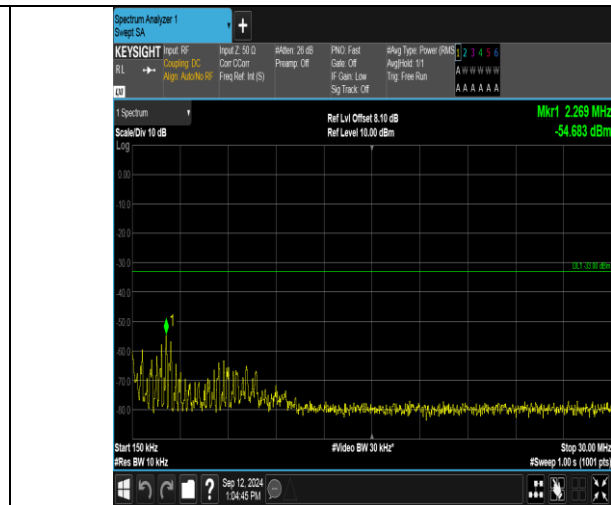 Spectrum Analyzer 1
Swept SA
+
KEYSIGHT Input: RF Input Z: 50 Ω #Atten: 26 dB PNO: Fast #Avg Type: Power (RMS 1 2 3 4 5 6
RL Coupling: DC Corr CCorr Preamp: Off Gate: Off Avg|Hold: 1/1 A W W W W W
Align: Auto/No RF Freq Ref: Int (S) IF Gain: Low Trig: Free Run
Sig Track: Off A A A A A A
1 Spectrum Ref Lvl Offset 8.10 dB Mkr1 2.269 MHz
Scale/Div 10 dB Ref Level 10.00 dBm -54.683 dBm
Log
0.00
-10.0
-20.0
-30.0
DL1 -33.00 dBm
-40.0
-50.0
1
-60.0
-70.0
-80.0
Start 150 kHz #Video BW 30 kHz* Stop 30.00 MHz
#Res BW 10 kHz #Sweep 1.00 s (1001 pts)
? Sep 12, 2024
1:04:45 PM